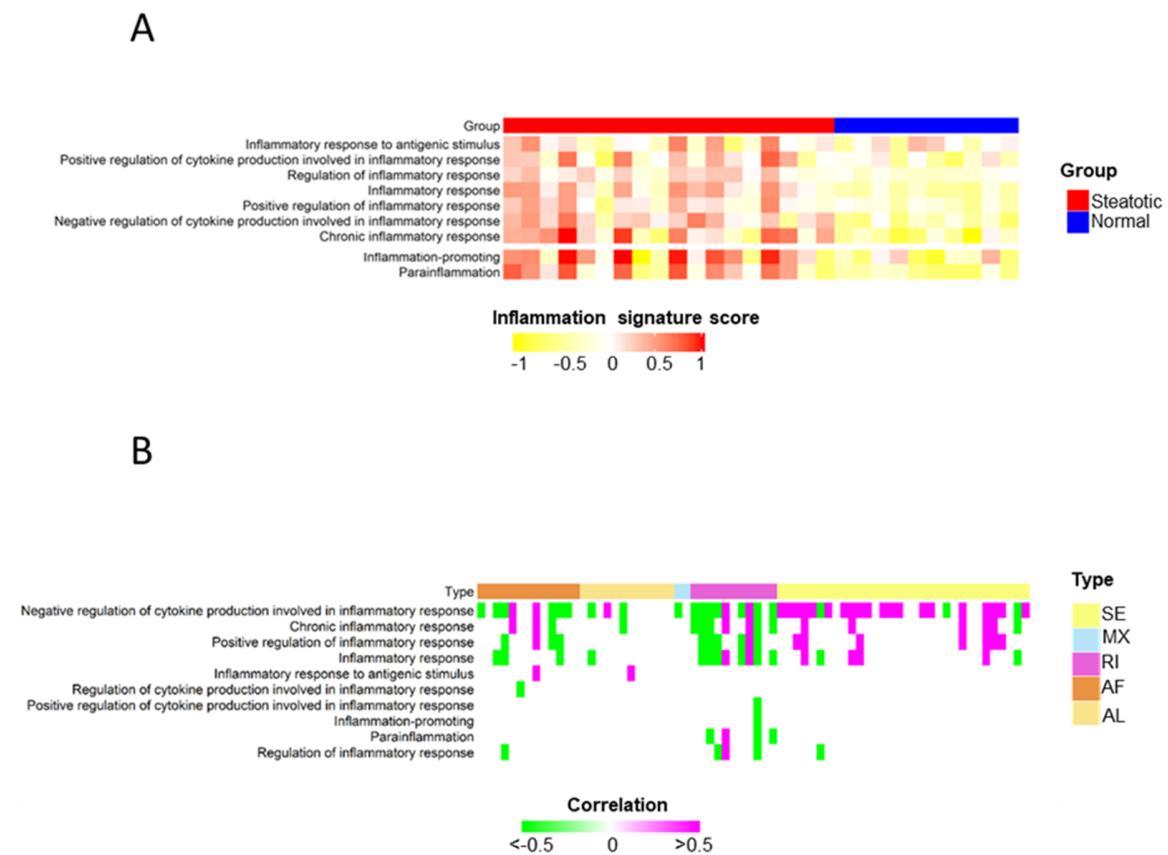 A
Group
Inflammatory response to antigenic stimulus
Positive regulation of cytokine production involved in inflammatory response
Regulation of inflammatory response
Inflammatory response
Positive regulation of inflammatory response
Negative regulation of cytokine production involved in inflammatory response
Chronic inflammatory response
Inflammation-promoting
Parainflammation
Group
Steatotic
Normal
Inflammation signature score
-1 -0.5 0 0.5 1
B
Type
Negative regulation of cytokine production involved in inflammatory response
Chronic inflammatory response
Positive regulation of inflammatory response
Inflammatory response
Inflammatory response to antigenic stimulus
Regulation of cytokine production involved in inflammatory response
Positive regulation of cytokine production involved in inflammatory response
Inflammation-promoting
Parainflammation
Regulation of inflammatory response
Type
SE
MX
RI
AF
AL
Correlation
<-0.5 0 >0.5